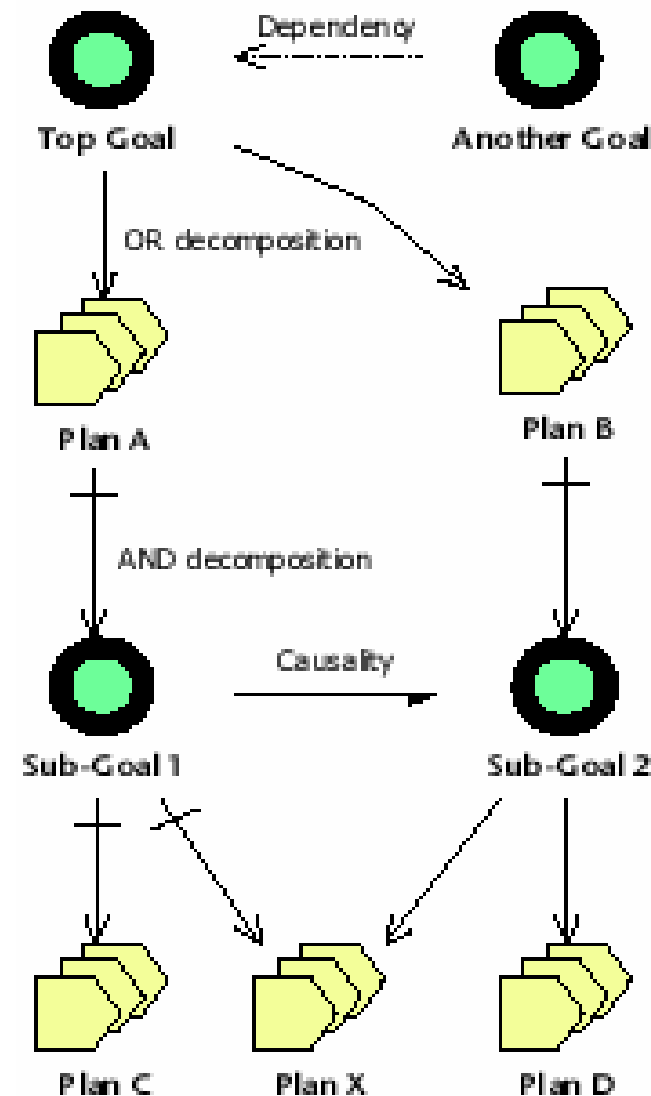 Dependency
Top Goal
Another Goal
OR decomposition
Plan A
Plan B
AND decomposition
Causality
Sub-Goal 1
Sub-Goal 2
Plan C
Plan X
Plan D